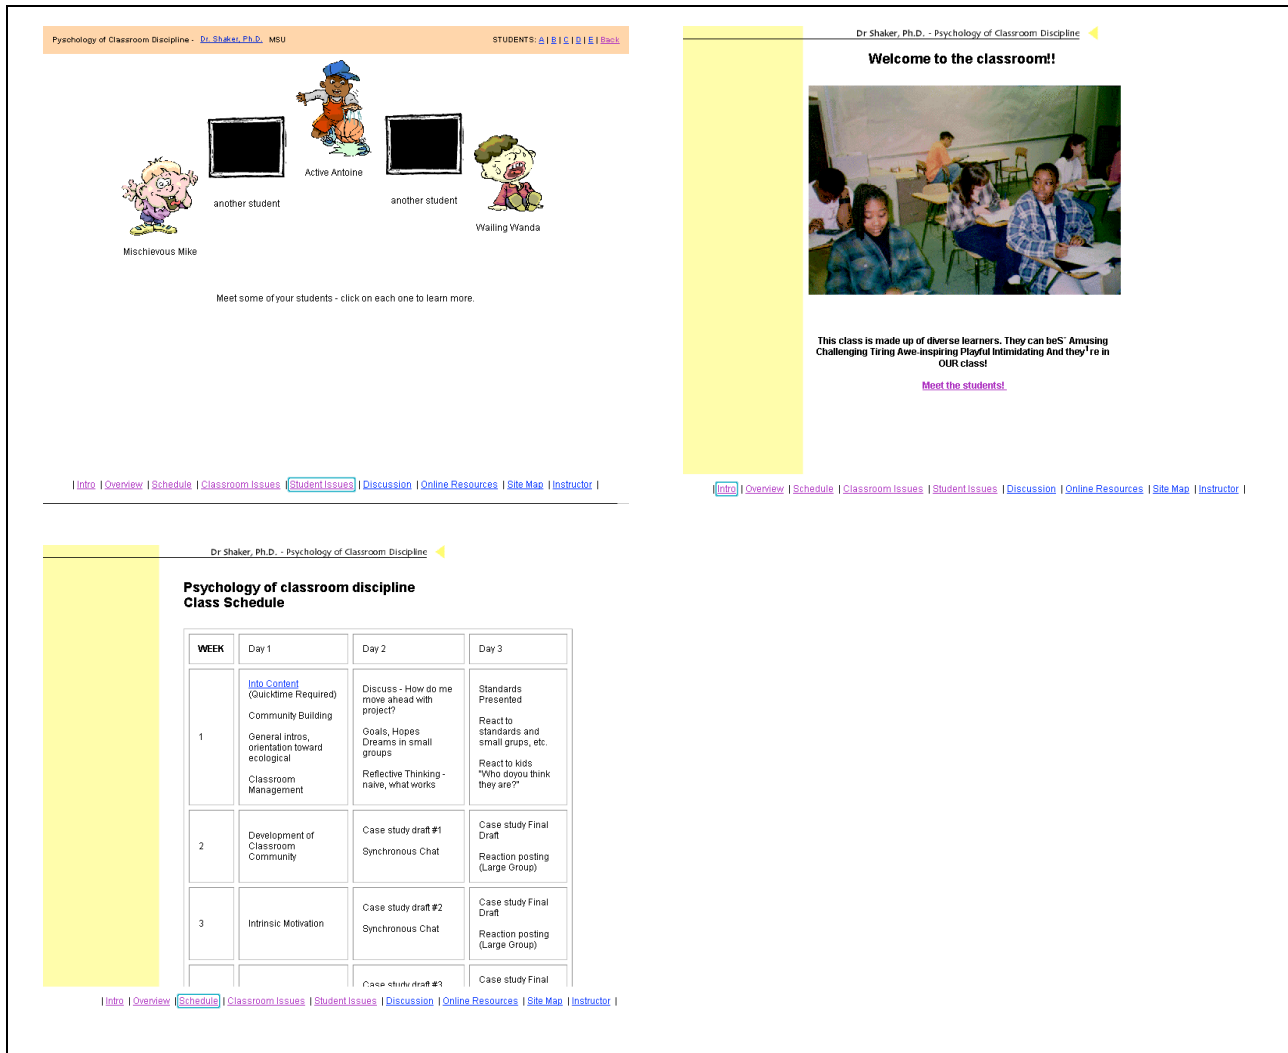 Pyschology of Classroom Discipline - Dr. Shaker, Ph.D. MSU
STUDENTS: A | B | C | D | E | Back
Active Antoine
another student
another student
Wailing Wanda
Mischievous Mike
Meet some of your students - click on each one to learn more.
| Intro | Overview | Schedule | Classroom Issues | Student Issues | Discussion | Online Resources | Site Map | Instructor |
Dr Shaker, Ph.D. - Psychology of Classroom Discipline
Welcome to the classroom!!
This class is made up of diverse learners. They can beS¨ Amusing
Challenging Tiring Awe-inspiring Playful Intimidating And they¹re in
OUR class!
Meet the students!
| Intro | Overview | Schedule | Classroom Issues | Student Issues | Discussion | Online Resources | Site Map | Instructor |
Dr Shaker, Ph.D. - Psychology of Classroom Discipline
Psychology of classroom discipline
Class Schedule
WEEK
Day 1
Day 2
Day 3
1
Into Content
(Quicktime Required)
Community Building
General intros,
orientation toward
ecological
Classroom
Management
Discuss - How do me
move ahead with
project?
Goals, Hopes
Dreams in small
groups
Reflective Thinking -
naive, what works
Standards
Presented
React to
standards and
small grups, etc.
React to kids
"Who doyou think
they are?"
2
Development of
Classroom
Community
Case study draft #1
Synchronous Chat
Case study Final
Draft
Reaction posting
(Large Group)
3
Intrinsic Motivation
Case study draft #2
Synchronous Chat
Case study Final
Draft
Reaction posting
(Large Group)
Case study draft #3
Case study Final
| Intro | Overview | Schedule | Classroom Issues | Student Issues | Discussion | Online Resources | Site Map | Instructor |